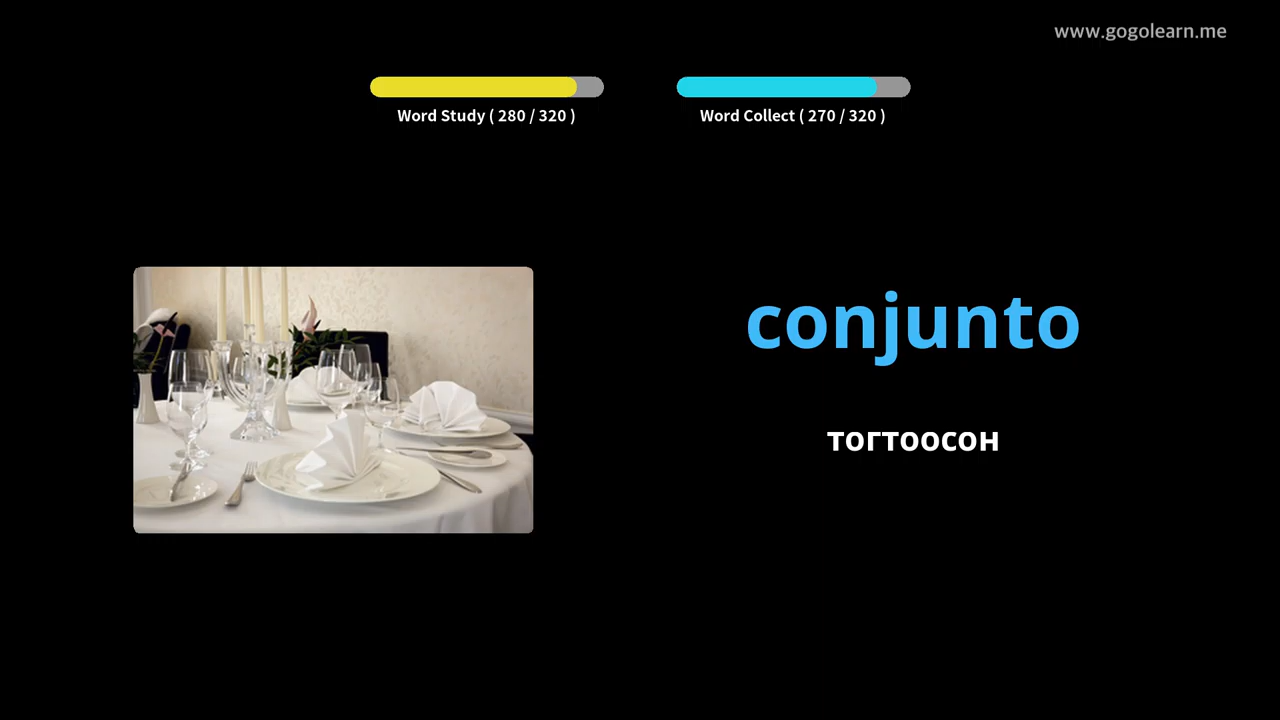 www.gogolearn.me
Word Study ( 280 / 320 )
Word Collect ( 270 / 320 )
conjunto
тогтоосон